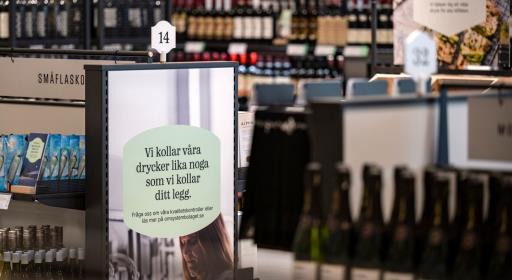 14
SMÅFLASKO
Vi kollar våra
drycker lika noga
som vi kollar
ditt legg.
Fråga oss om våra kvalitetskontroller eller
läs mer på omsystembolaget.se
32